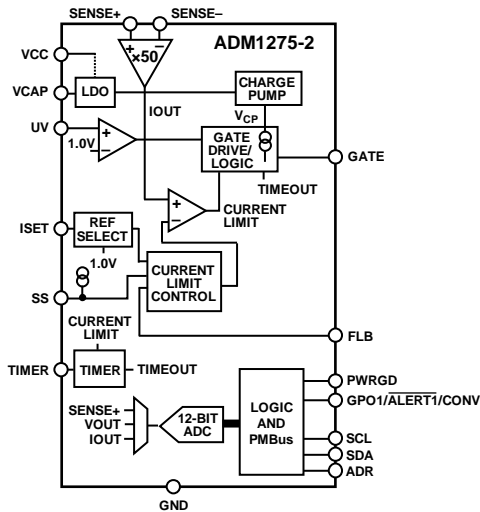 SENSE+ SENSE–
ADM1275-2
VCC
+ –
×50
VCAP
LDO
CHARGE
PUMP
IOUT
VCP
UV
+
–
1.0V
GATE
DRIVE/
LOGIC
GATE
TIMEOUT
+
–
CURRENT
LIMIT
ISET
REF
SELECT
1.0V
CURRENT
LIMIT
CONTROL
SS
FLB
CURRENT
LIMIT
TIMER
TIMER
TIMEOUT
PWRGD
GPO1/ALERT1/CONV
SENSE+
VOUT
IOUT
12-BIT
ADC
LOGIC
AND
PMBus
SCL
SDA
ADR
GND